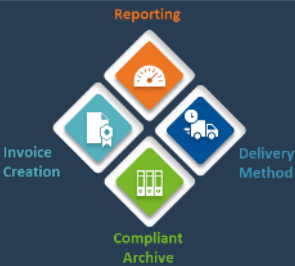 Reporting
Invoice
Creation
Delivery
Method
Compliant
Archive